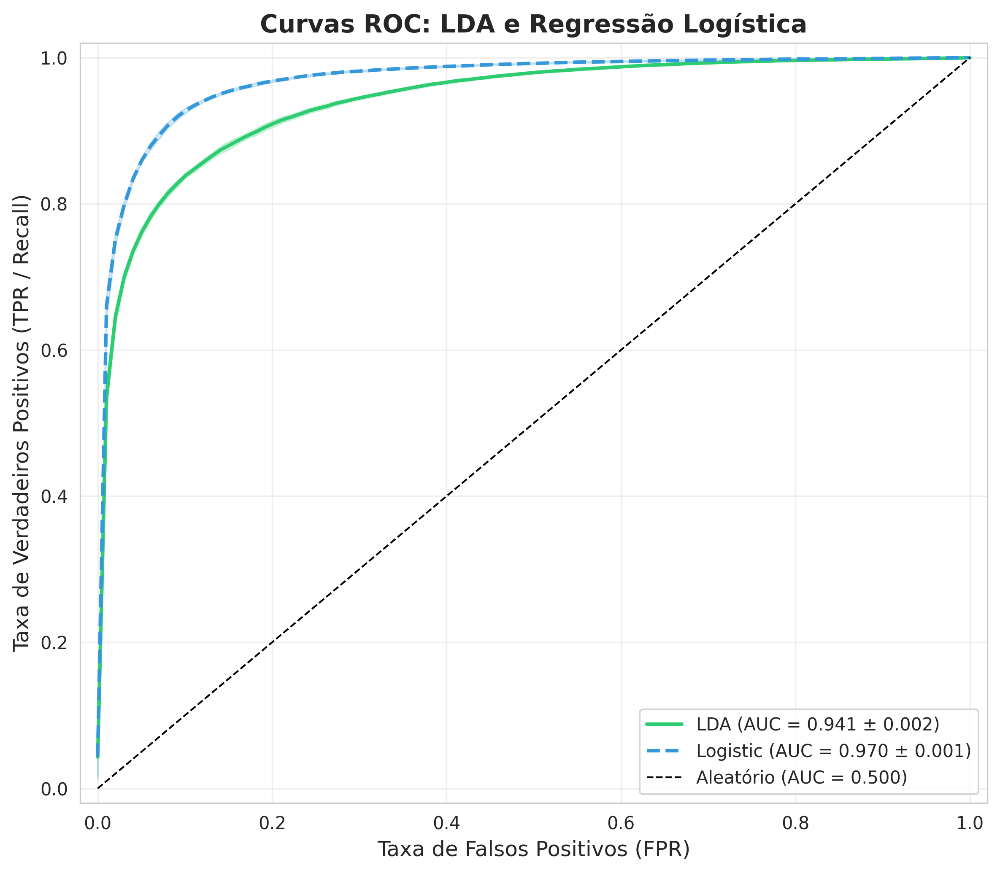 Curvas ROC: LDA e Regressão Logística
Taxa de Verdadeiros Positivos (TPR / Recall)
1.0
0.8
0.6
0.4
0.2
0.0
0.0 0.2 0.4 0.6 0.8 1.0
Taxa de Falsos Positivos (FPR)
LDA (AUC = 0.941 ± 0.002)
Logistic (AUC = 0.970 ± 0.001)
Aleatório (AUC = 0.500)